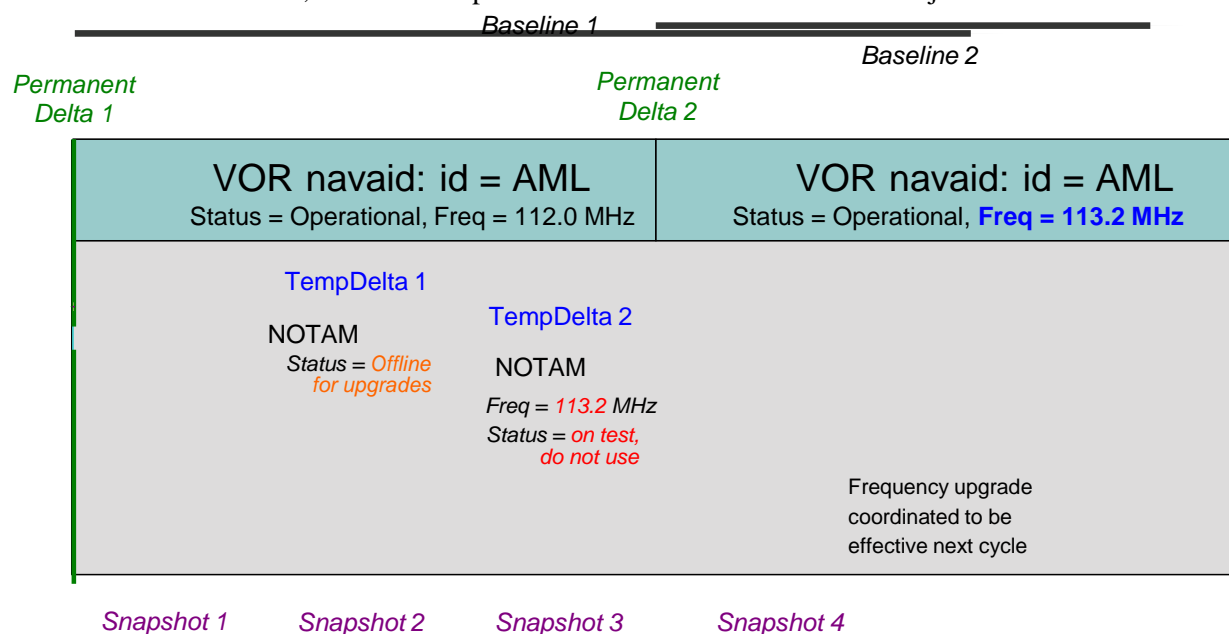 Baseline 1
Baseline 2
Permanent
Delta 1
Permanent
Delta 2
VOR navaid: id = AML
Status = Operational, Freq = 112.0 MHz
VOR navaid: id = AML
Status = Operational, Freq = 113.2 MHz
TempDelta 1
NOTAM
Status = Offline
for upgrades
TempDelta 2
NOTAM
Freq = 113.2 MHz
Status = on test,
do not use
Frequency upgrade
coordinated to be
effective next cycle
Snapshot 1
Snapshot 2
Snapshot 3
Snapshot 4